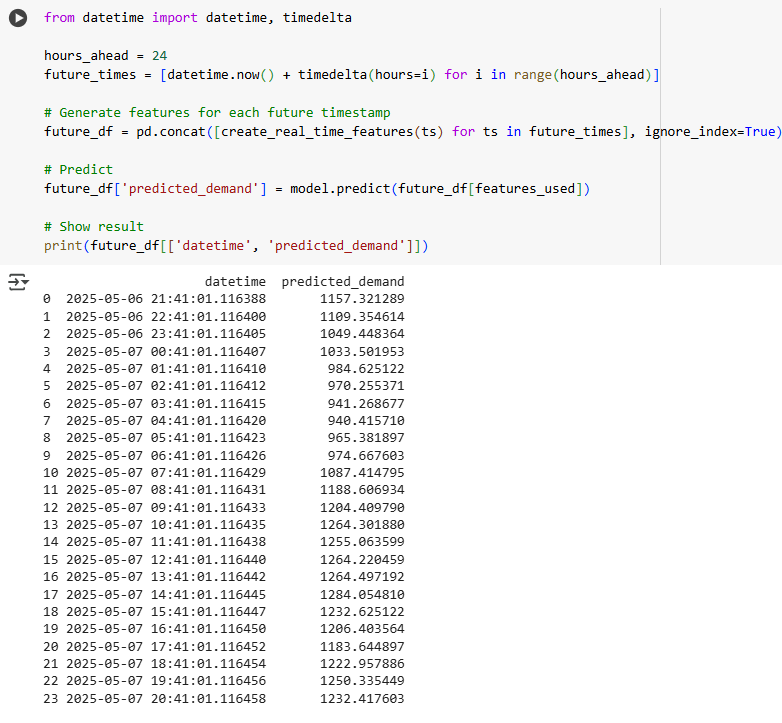 from datetime import datetime, timedelta
hours_ahead = 24
future_times = [datetime.now() + timedelta(hours=i) for i in range(hours_ahead)]
# Generate features for each future timestamp
future_df = pd.concat([create_real_time_features(ts) for ts in future_times], ignore_index=True)
# Predict
future_df['predicted_demand'] = model.predict(future_df[features_used])
# Show result
print(future_df[['datetime', 'predicted_demand']])
datetime predicted_demand
0 2025-05-06 21:41:01.116388 1157.321289
1 2025-05-06 22:41:01.116400 1109.354614
2 2025-05-06 23:41:01.116405 1049.448364
3 2025-05-07 00:41:01.116407 1033.501953
4 2025-05-07 01:41:01.116410 984.625122
5 2025-05-07 02:41:01.116412 970.255371
6 2025-05-07 03:41:01.116415 941.268677
7 2025-05-07 04:41:01.116420 940.415710
8 2025-05-07 05:41:01.116423 965.381897
9 2025-05-07 06:41:01.116426 974.667603
10 2025-05-07 07:41:01.116429 1087.414795
11 2025-05-07 08:41:01.116431 1188.606934
12 2025-05-07 09:41:01.116433 1204.409790
13 2025-05-07 10:41:01.116435 1264.301880
14 2025-05-07 11:41:01.116438 1255.063599
15 2025-05-07 12:41:01.116440 1264.220459
16 2025-05-07 13:41:01.116442 1264.497192
17 2025-05-07 14:41:01.116445 1284.054810
18 2025-05-07 15:41:01.116447 1232.625122
19 2025-05-07 16:41:01.116450 1206.403564
20 2025-05-07 17:41:01.116452 1183.644897
21 2025-05-07 18:41:01.116454 1222.957886
22 2025-05-07 19:41:01.116456 1250.335449
23 2025-05-07 20:41:01.116458 1232.417603